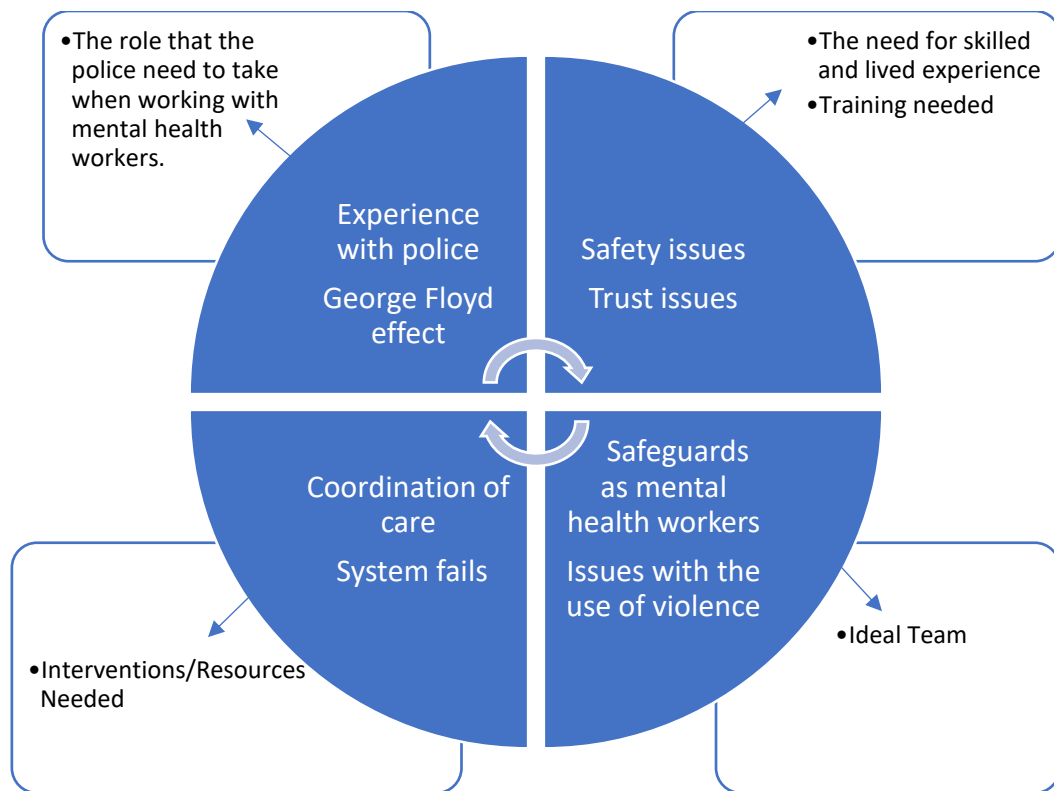 •The role that the
police need to take
when working with
mental health
workers.
•The need for skilled
and lived experience
•Training needed
Experience
with police
George Floyd
effect
Safety issues
Trust issues
Coordination of
care
System fails
Safeguards
as mental
health workers
Issues with the
use of violence
•Interventions/Resources
Needed
•Ideal Team